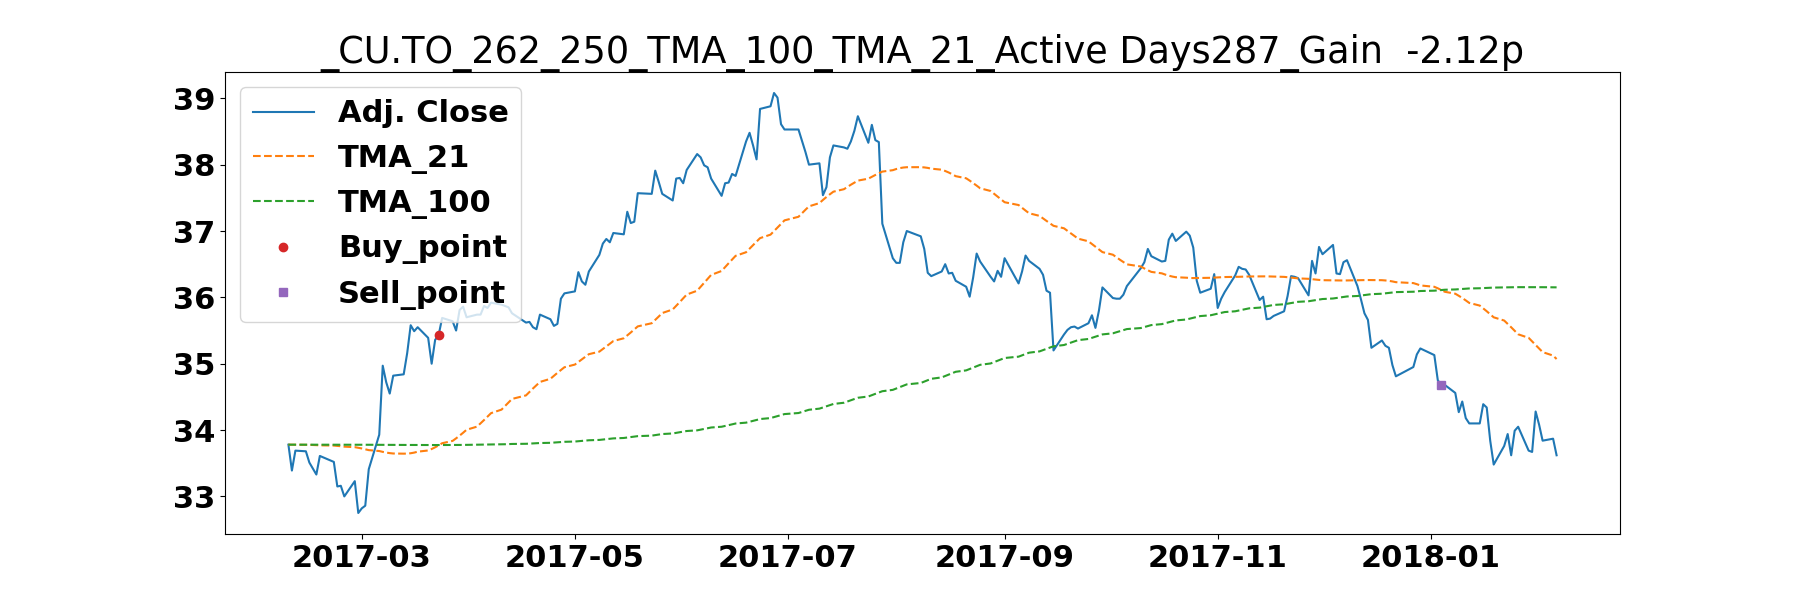 _CU.TO_262_250_TMA_100_TMA_21_Active Days287_Gain  -2.12p
39
38
37
36
35
34
33
Adj. Close
TMA_21
TMA_100
Buy_point
Sell_point
2017-03 2017-05 2017-07 2017-09 2017-11 2018-01